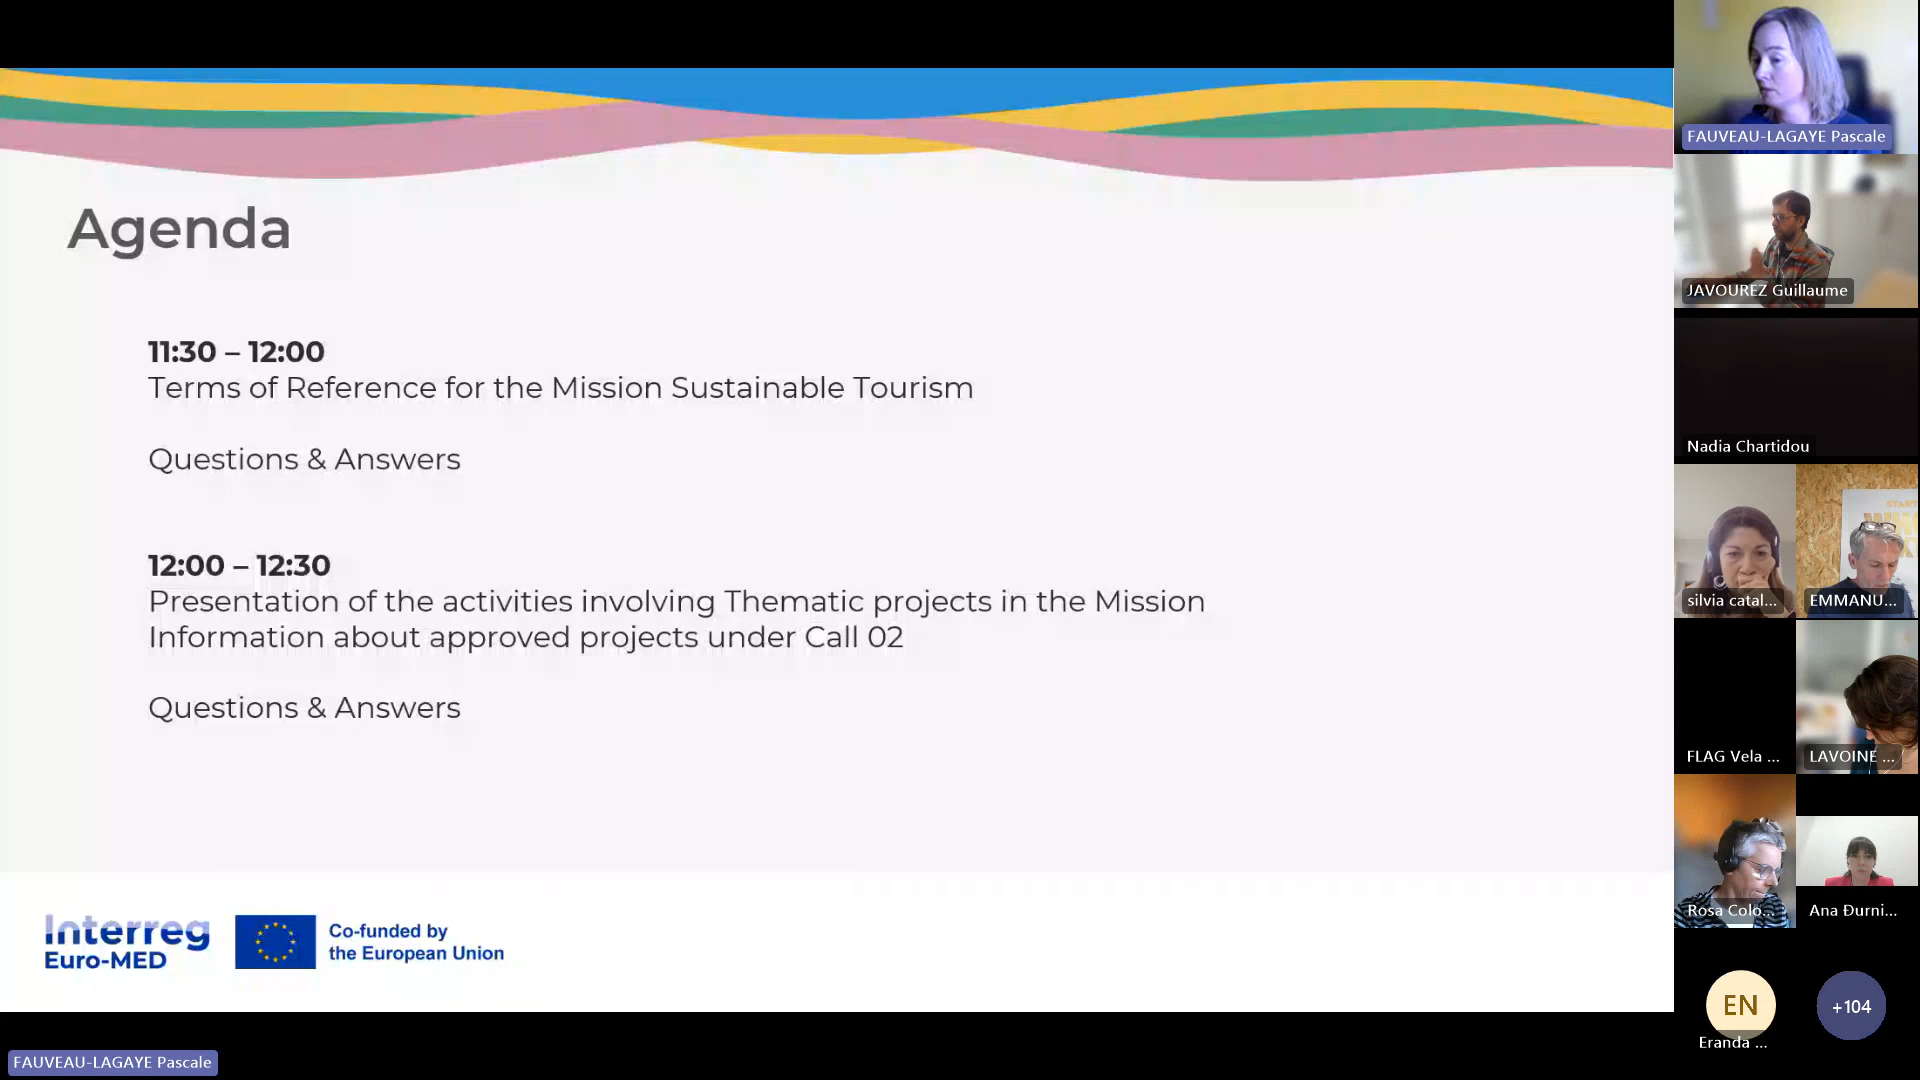 Agenda
11:30 – 12:00
Terms of Reference for the Mission Sustainable Tourism
Questions & Answers
12:00 – 12:30
Presentation of the activities involving Thematic projects in the Mission
Information about approved projects under Call 02
Questions & Answers
Interreg
Euro-MED
Co-funded by
the European Union
FAUVEAU-LAGAYE Pascale
FAUVEAU-LAGAYE Pascale
JAVOUREZ Guillaume
Nadia Chartidou
silvia catal...
EMMANU...
FLAG Vela ...
LAVOINE ...
Rosa Colo...
Ana Đurni...
EN
+104
Eranda ...